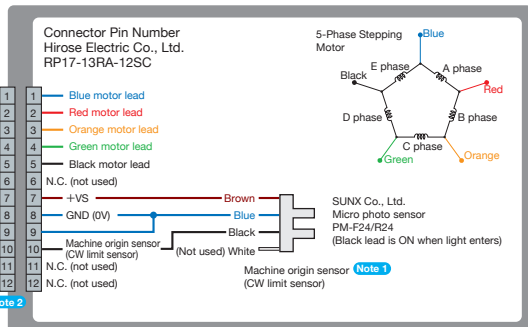 Connector Pin Number
Hirose Electric Co., Ltd.
RP17-13RA-12SC
5-Phase Stepping
Motor
Blue
E phase
A phase
Black
Red
D phase
B phase
C phase
Green
Orange
1 1 Blue motor lead
2 2 Red motor lead
3 3 Orange motor lead
4 4 Green motor lead
5 5 Black motor lead
6 6 N.C. (not used)
7 7 +VS Brown
8 8 GND (0V) Blue
9 9 Black
10 10 Machine origin sensor
(CW limit sensor)
(Not used) White
11 11 N.C. (not used)
12 12 N.C. (not used)
SUNX Co., Ltd.
Micro photo sensor
PM-F24/R24
(Black lead is ON when light enters)
Machine origin sensor Note 1
(CW limit sensor)
ote 2